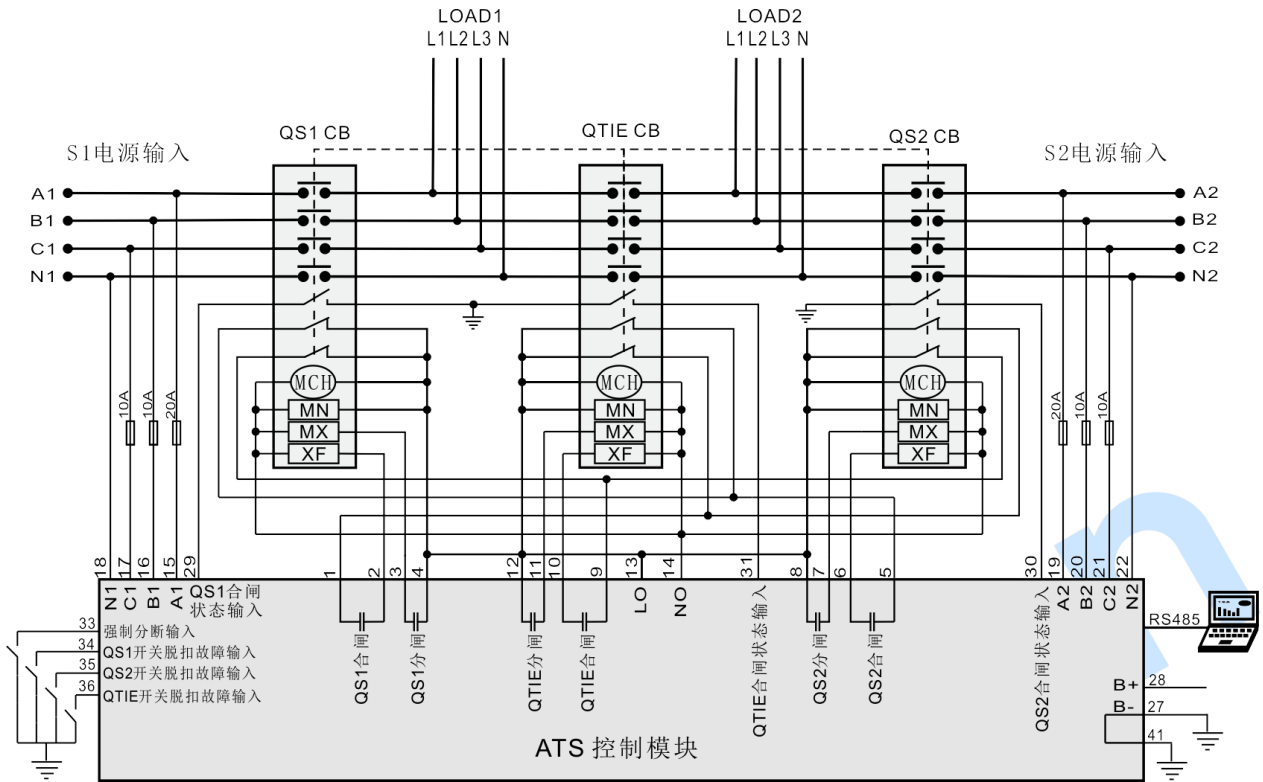 LOAD1 LOAD2
L1 L2 L3 N L1 L2 L3 N
QS1 CB QTIE CB QS2 CB
S1电源输入 S2电源输入
A1 A2
B1 B2
C1 C2
N1 N2
MCH MCH MCH
10A 10A 20A MN MN MN 20A 10A 10A
MX MX MX
XF XF XF
18 17 16 15 29 1 2 3 4 12 11 10 9 13 14 31 8 7 6 5 30 19 20 21 22
N1 C1 B1 A1 QS1合闸
状态输入
LO NO
QTIE合闸状态输入
QS2合闸状态输入
A2 B2 C2 N2
QS1合闸 QS1分闸 QTIE分闸 QTIE合闸 QS2分闸 QS2合闸
RS485
33 强制分断输入
34 QS1开关脱扣故障输入
35 QS2开关脱扣故障输入
36 QTIE开关脱扣故障输入
B+ 28
B- 27
41
ATS 控制模块
n